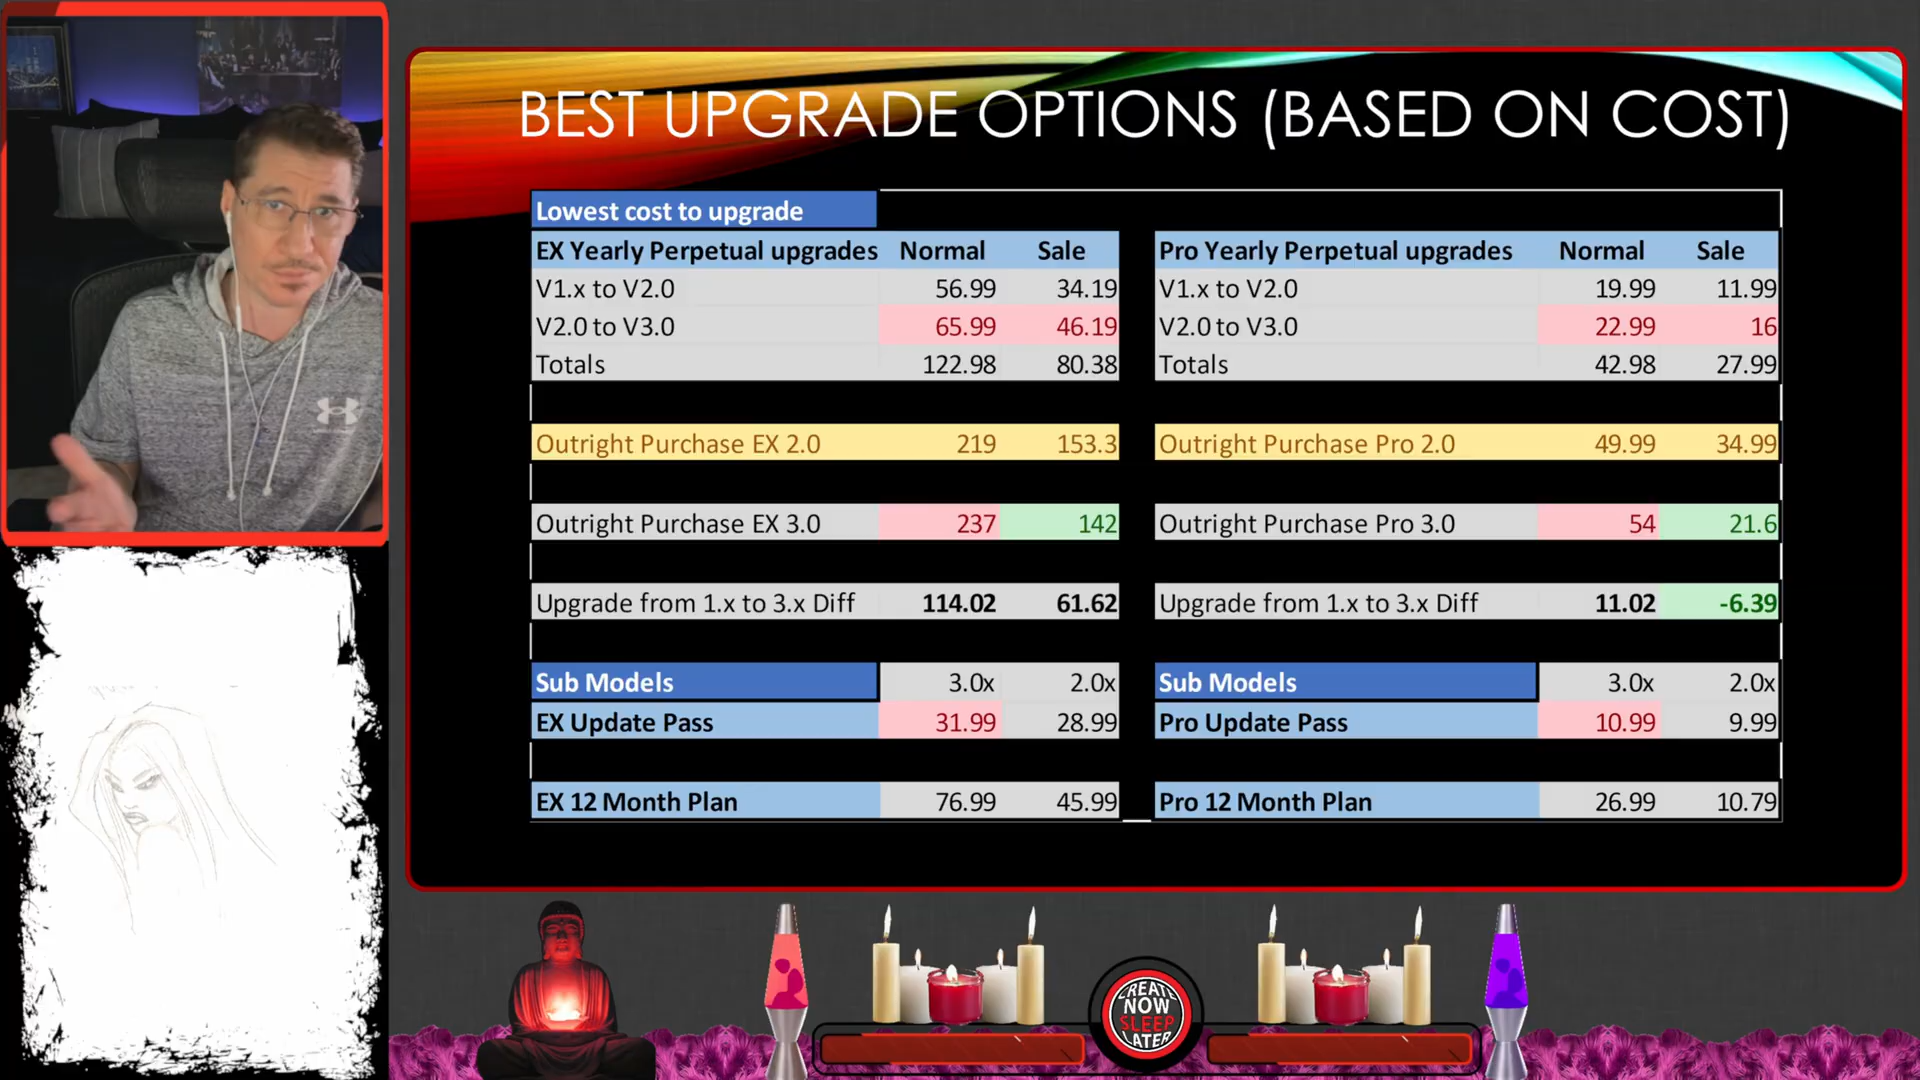 BEST UPGRADE OPTIONS (BASED ON COST)
Lowest cost to upgrade
EX Yearly Perpetual upgrades Normal Sale
V1.x to V2.0 56.99 34.19
V2.0 to V3.0 65.99 46.19
Totals 122.98 80.38
Outright Purchase EX 2.0 219 153.3
Outright Purchase EX 3.0 237 142
Upgrade from 1.x to 3.x Diff 114.02 61.62
Sub Models 3.0x 2.0x
EX Update Pass 31.99 28.99
EX 12 Month Plan 76.99 45.99
Pro Yearly Perpetual upgrades Normal Sale
V1.x to V2.0 19.99 11.99
V2.0 to V3.0 22.99 16
Totals 42.98 27.99
Outright Purchase Pro 2.0 49.99 34.99
Outright Purchase Pro 3.0 54 21.6
Upgrade from 1.x to 3.x Diff 11.02 -6.39
Sub Models 3.0x 2.0x
Pro Update Pass 10.99 9.99
Pro 12 Month Plan 26.99 10.79
CREATE
NOW
SLEEP
LATER